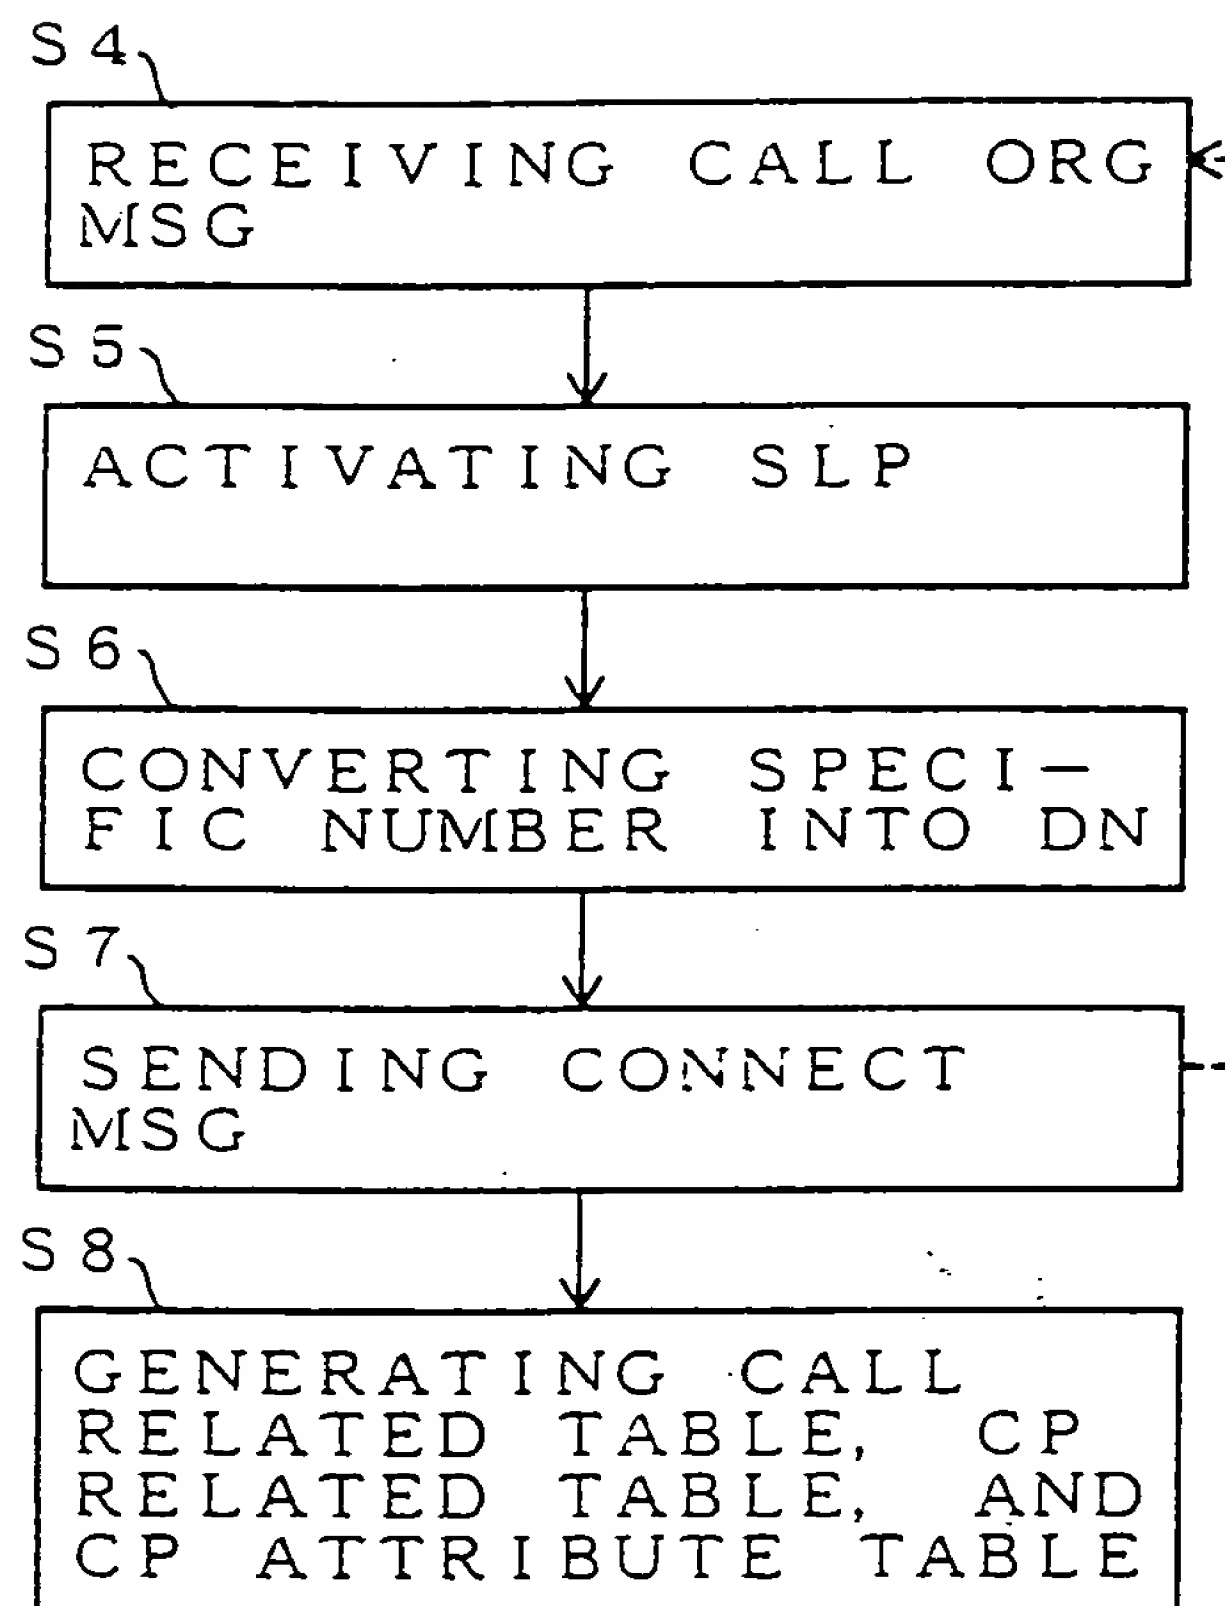 S4
RECEIVING CALL ORG
MSG
S5
ACTIVATING SLP
S6
CONVERTING SPECI-
FIC NUMBER INTO DN
S7
SENDING CONNECT
MSG
S8
GENERATING CALL
RELATED TABLE, CP
RELATED TABLE, AND
CP ATTRIBUTE TABLE